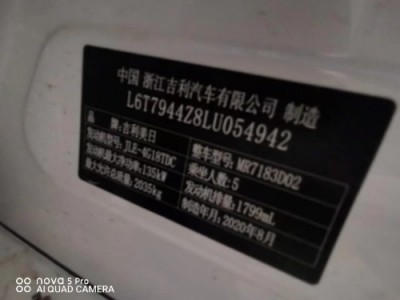 中国 浙江吉利汽车有限公司 制造
L6T7944Z8LU054942
品 牌：吉利美日
整车型号：MR7183D02
发动机型号：JLE-4G18TDC
乘坐人数：5
发动机最大净功率：135kW
发动机排量：1799mL
最大允许总质量：2035kg
制造年月：2020年8月
nova 5 Pro
AI QUAD CAMERA